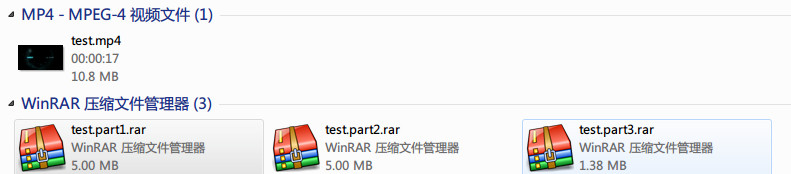 MP4 - MPEG-4 视频文件 (1)
test.mp4
00:00:17
10.8 MB
WinRAR 压缩文件管理器 (3)
test.part1.rar
WinRAR 压缩文件管理器
5.00 MB
test.part2.rar
WinRAR 压缩文件管理器
5.00 MB
test.part3.rar
WinRAR 压缩文件管理器
1.38 MB